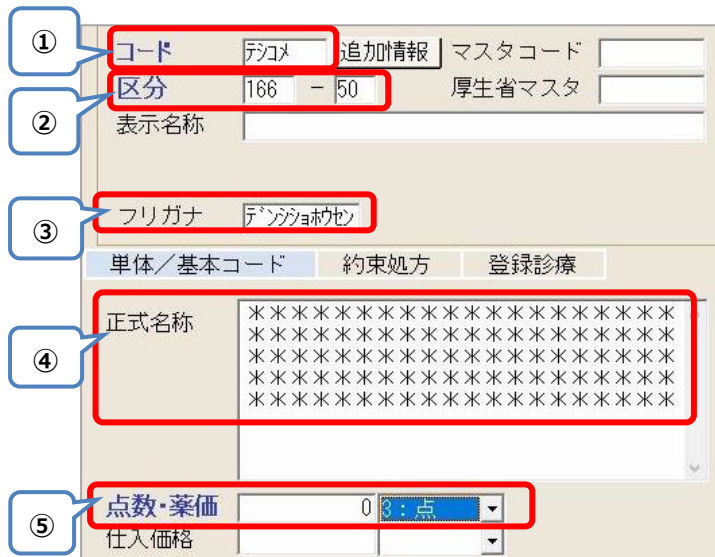 ① コード ﾃｼｺﾒ 追加情報 マスタコード
② 区分 166 － 50 厚生省マスタ
表示名称
③ フリガナ ﾃﾞﾝｼｼｮﾎｳｾﾝ
単体／基本コード 約束処方 登録診療
④ 正式名称 ＊＊＊＊＊＊＊＊＊＊＊＊＊＊＊＊＊＊＊＊
＊＊＊＊＊＊＊＊＊＊＊＊＊＊＊＊＊＊＊＊
＊＊＊＊＊＊＊＊＊＊＊＊＊＊＊＊＊＊＊＊
＊＊＊＊＊＊＊＊＊＊＊＊＊＊＊＊＊＊＊＊
＊＊＊＊＊＊＊＊＊＊＊＊＊＊＊＊＊＊＊＊
⑤ 点数・薬価 0 3：点
仕入価格